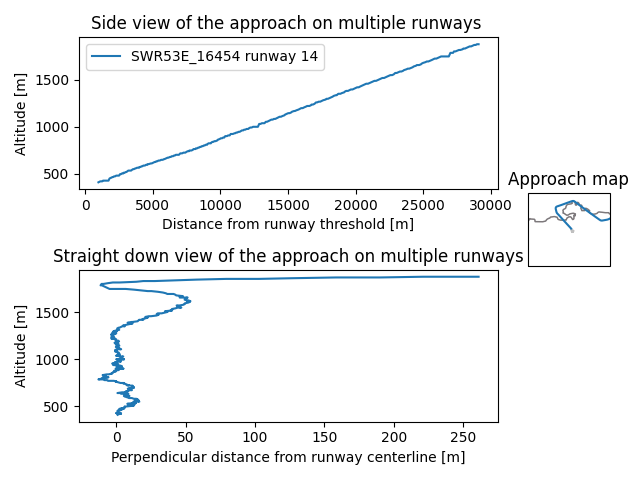 Side view of the approach on multiple runways
SWR53E_16454 runway 14
Altitude [m]
1500
1000
500
0 5000 10000 15000 20000 25000 30000
Distance from runway threshold [m]
Approach map
Straight down view of the approach on multiple runways
Altitude [m]
1500
1000
500
0 50 100 150 200 250
Perpendicular distance from runway centerline [m]